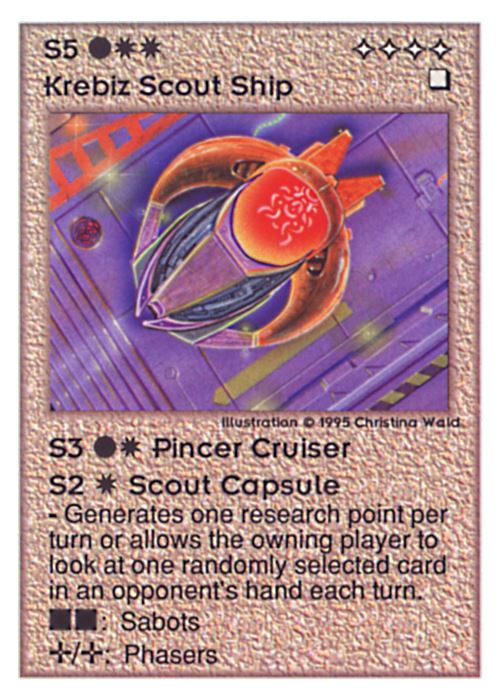 S5 ●✷✷ ✧✧✧✧
Krebiz Scout Ship
Illustration © 1995 Christina Wald
S3 ●✷ Pincer Cruiser
S2 ✷ Scout Capsule
- Generates one research point per
turn or allows the owning player to
look at one randomly selected card
in an opponent's hand each turn.
■■: Sabots
✛/✛: Phasers